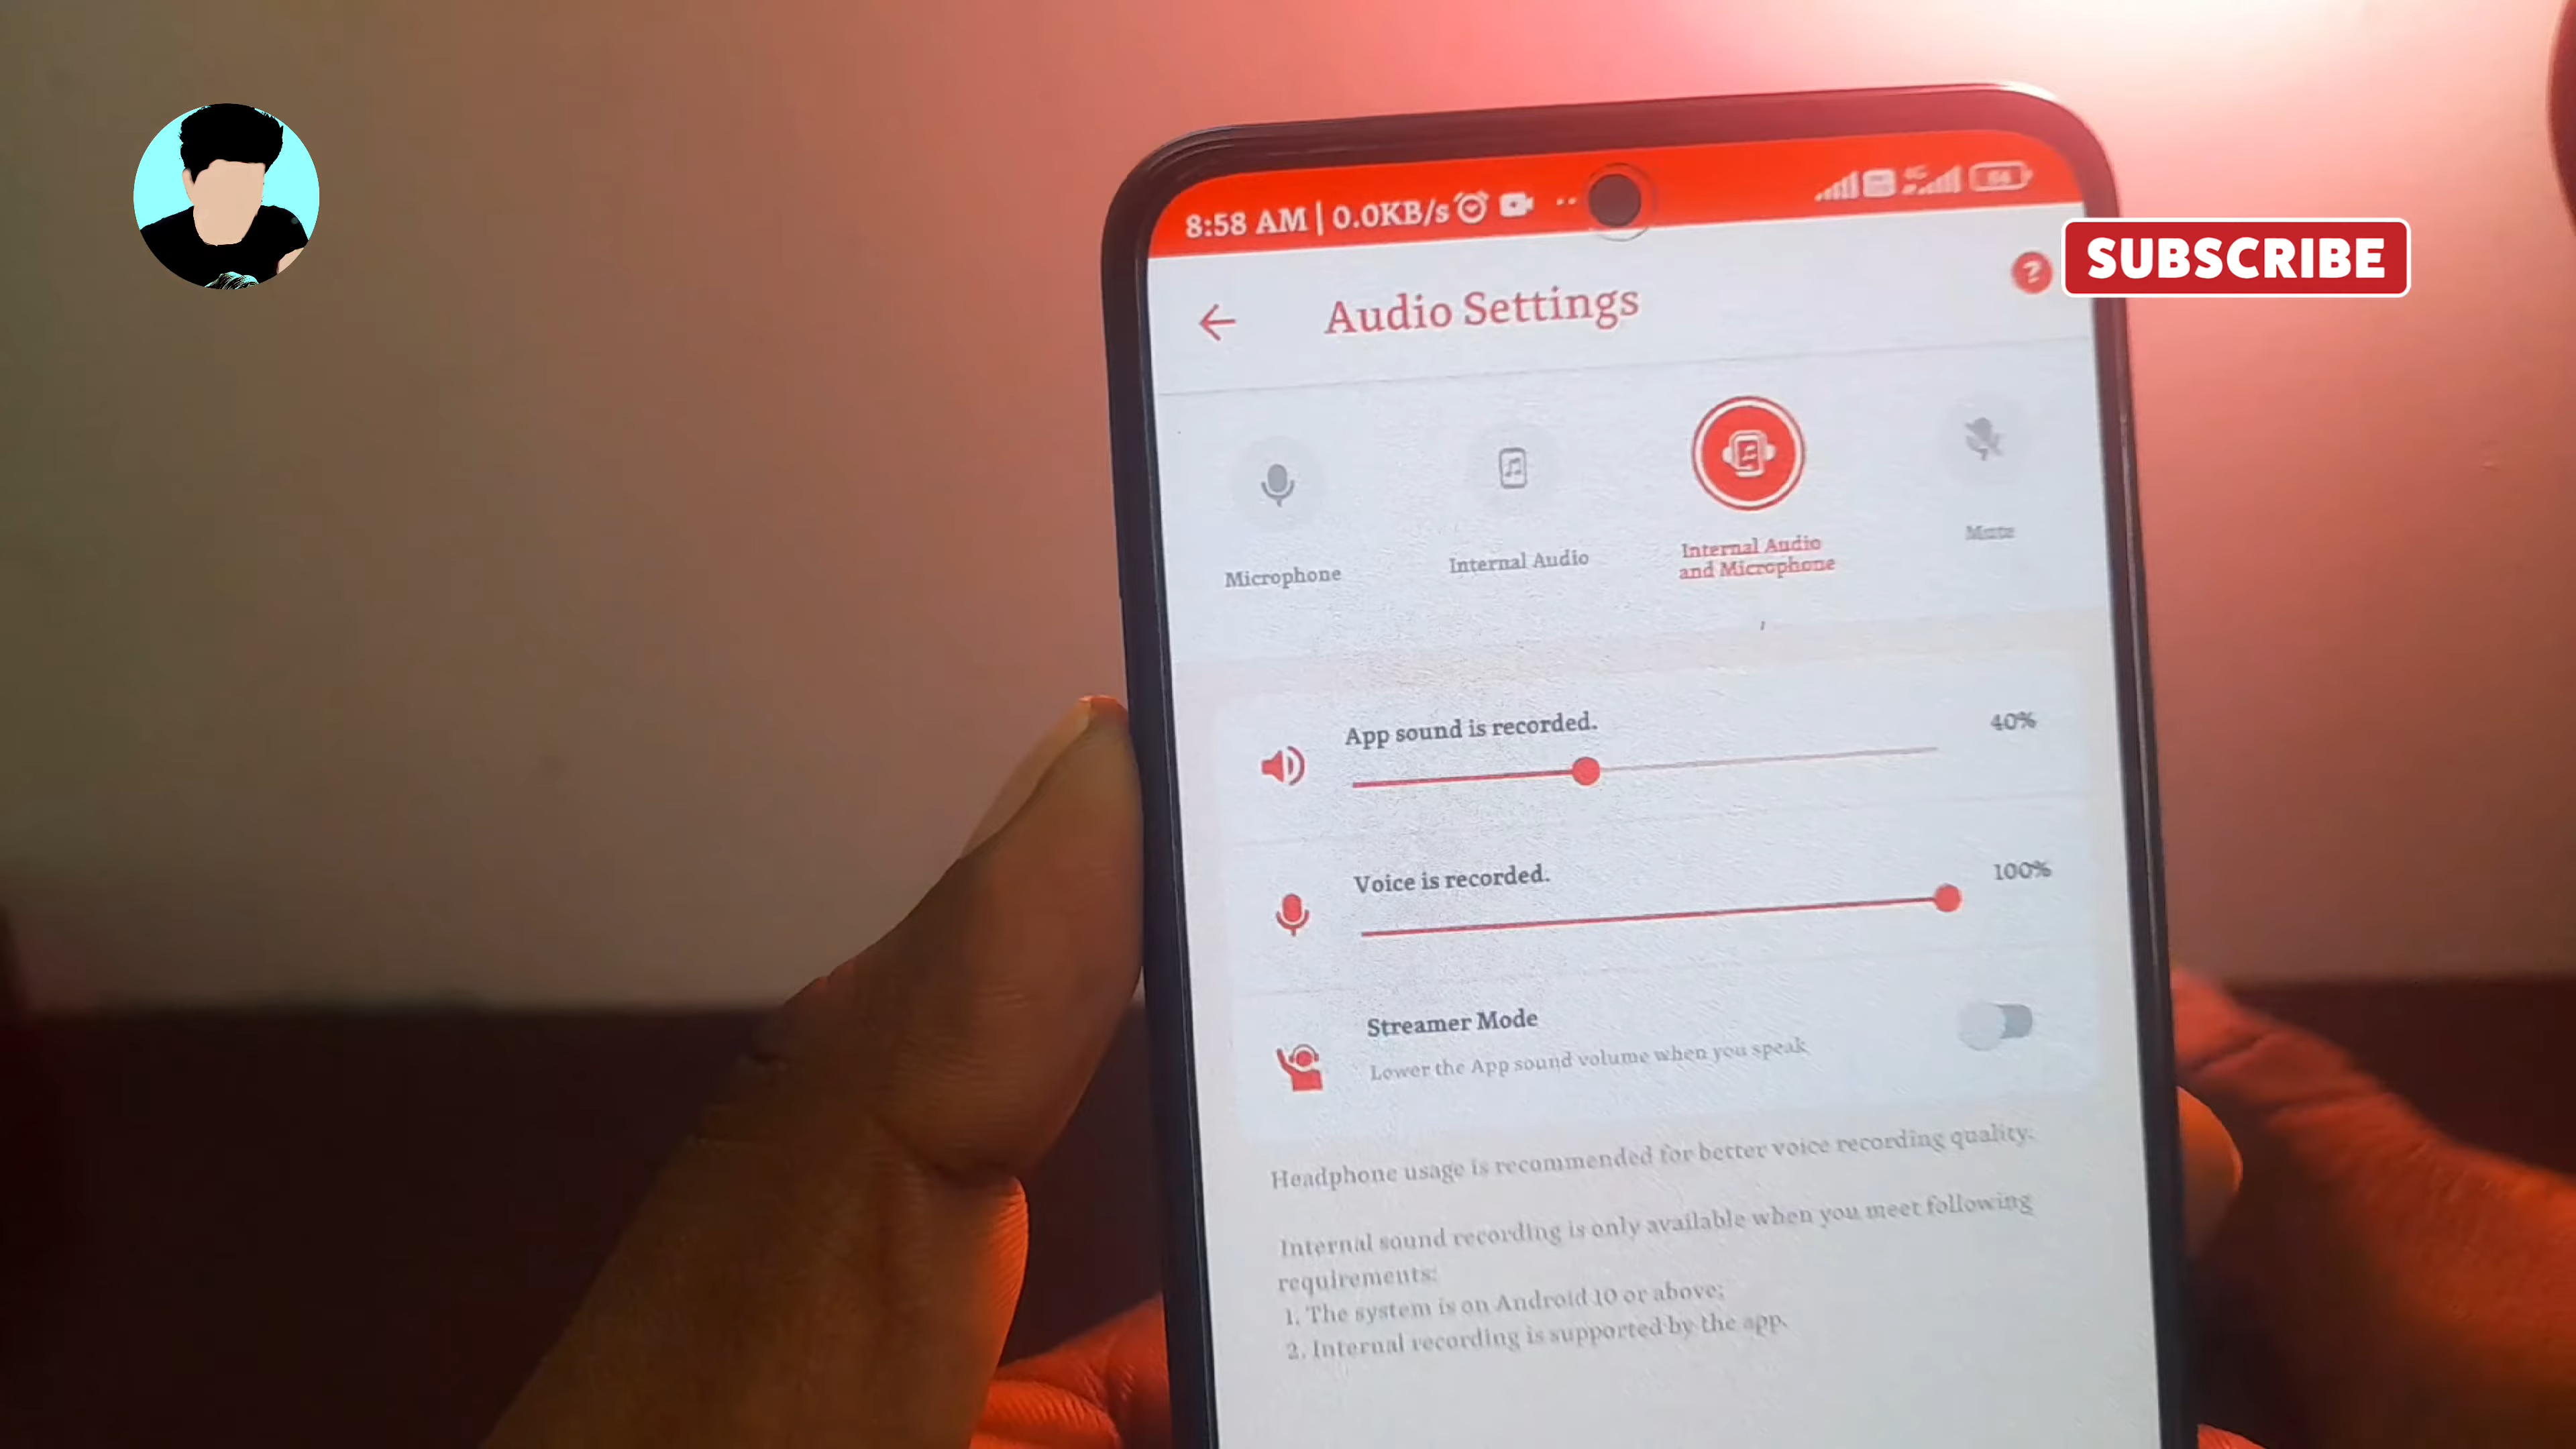 8:58 AM | 0.0KB/s
SUBSCRIBE
Audio Settings
Microphone
Internal Audio
Internal Audio
and Microphone
Mute
App sound is recorded.
40%
Voice is recorded.
100%
Streamer Mode
Lower the App sound volume when you speak
Headphone usage is recommended for better voice recording quality.
Internal sound recording is only available when you meet following
requirements:
1. The system is on Android 10 or above;
2. Internal recording is supported by the app.